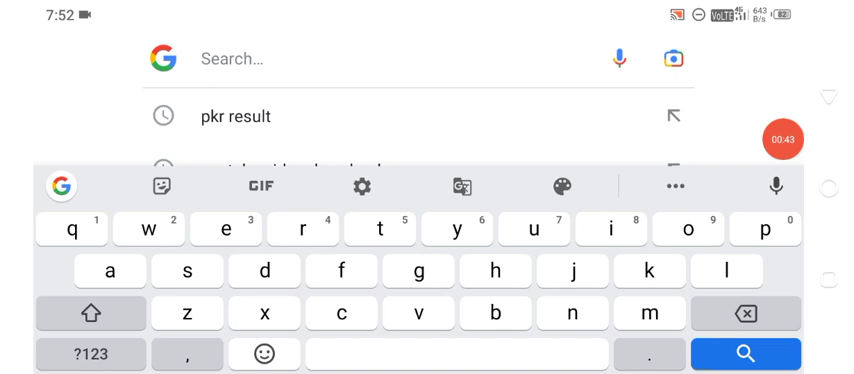 7:52 VoLTE 4G 643 B/s 82
Search...
pkr result
00:43
GIF
q 1 w 2 e 3 r 4 t 5 y 6 u 7 i 8 o 9 p 0
a s d f g h j k l
z x c v b n m
?123 , .